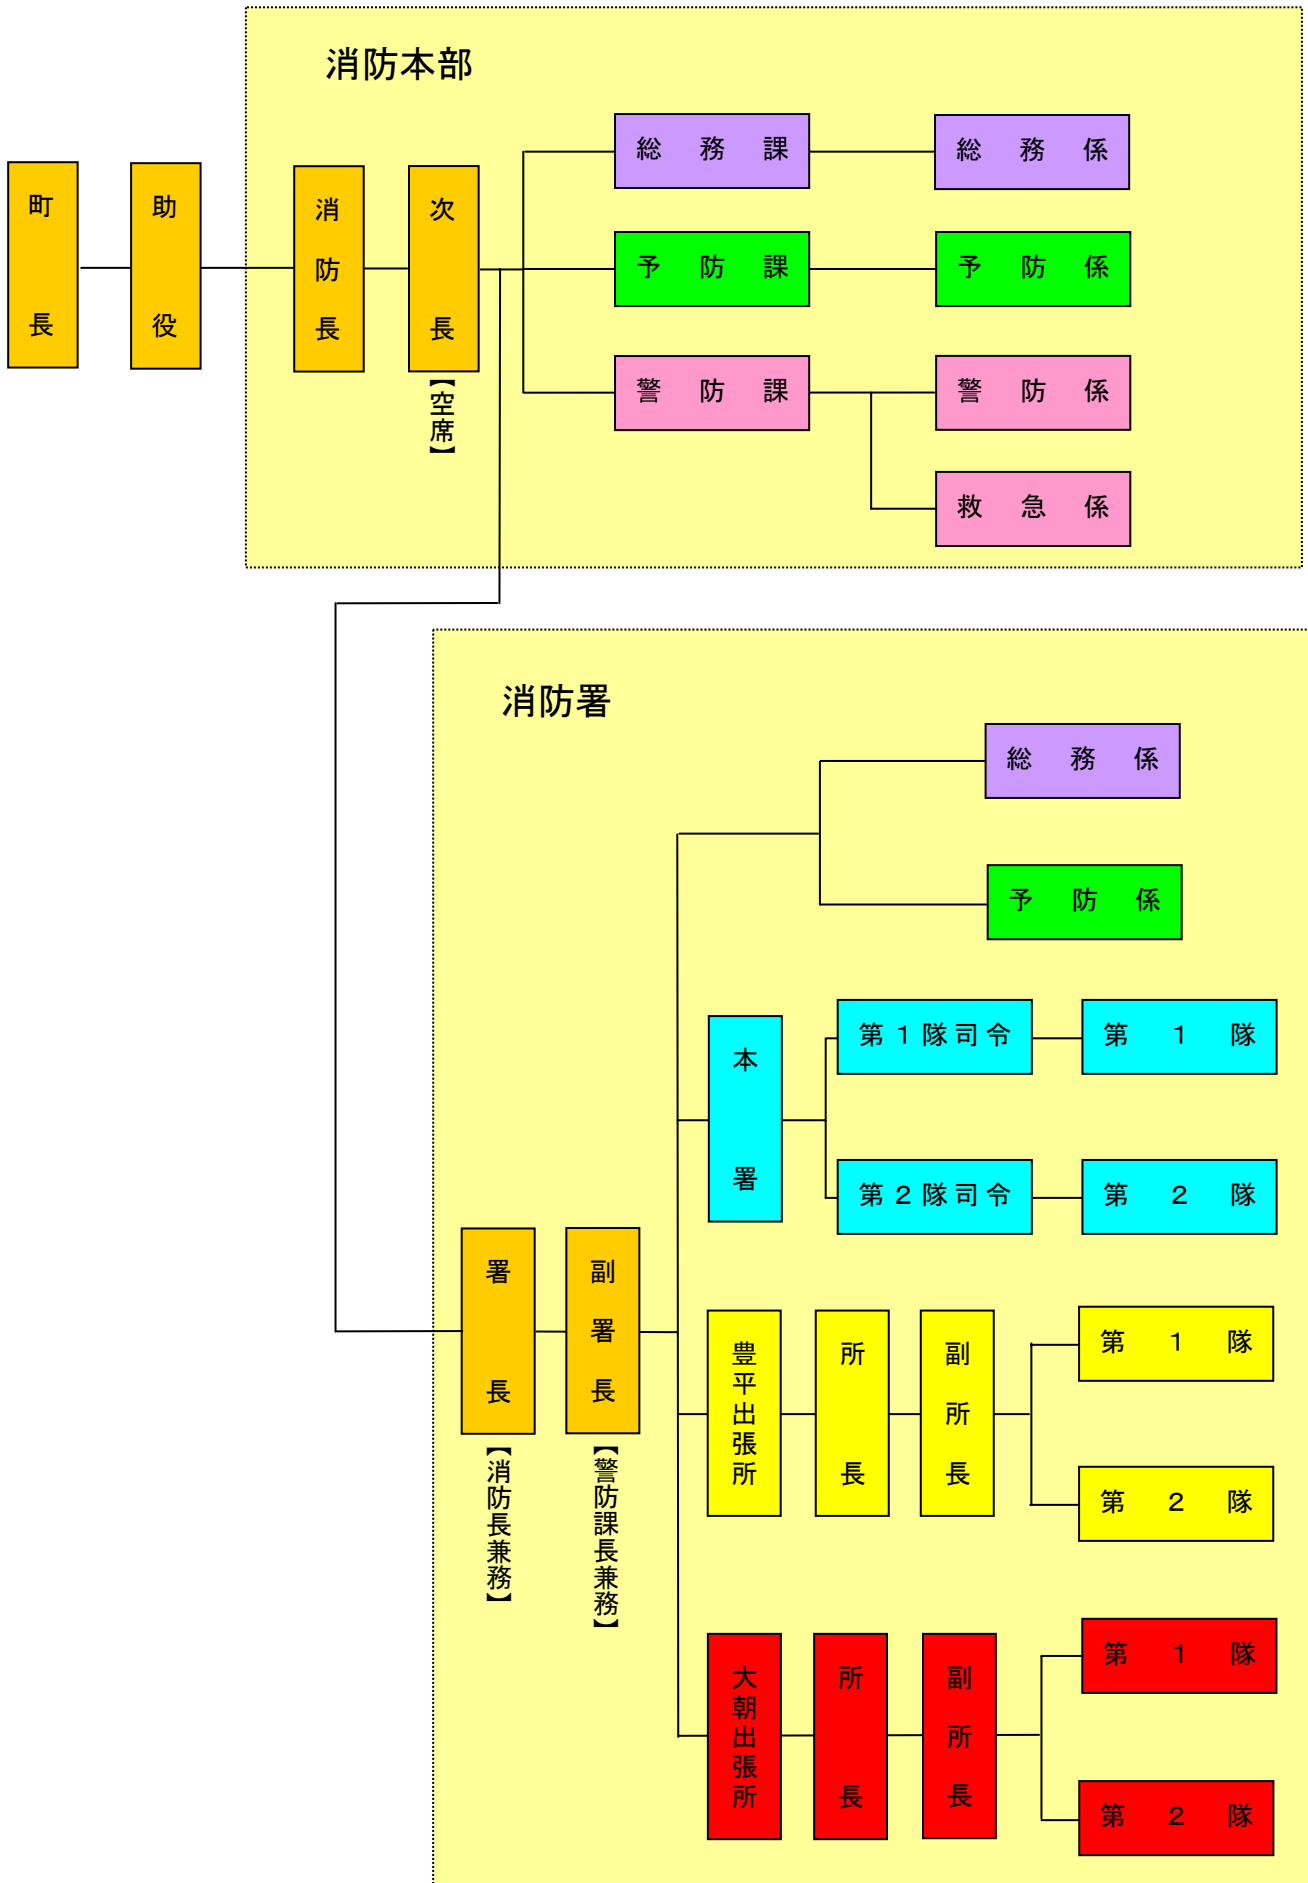 消防本部
町長
助役
消防長
次長
【空席】
総務課
総務係
予防課
予防係
警防課
警防係
救急係
消防署
署長
【消防長兼務】
副署長
【警防課長兼務】
総務係
予防係
本署
第1隊司令
第1隊
第2隊司令
第2隊
豊平出張所
所長
副所長
第1隊
第2隊
大朝出張所
所長
副所長
第1隊
第2隊